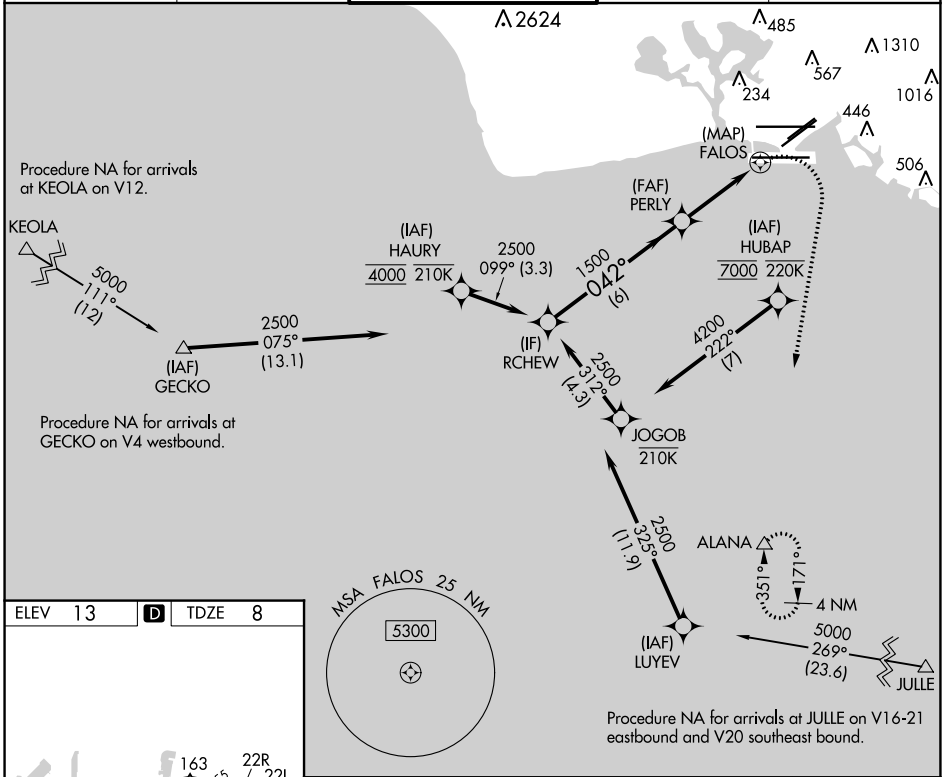 2624
485
1310
567
234
1016
446
506
(MAP)
FALOS
Procedure NA for arrivals
at KEOLA on V12.
KEOLA
5000
111°
(12)
(IAF)
GECKO
2500
075°
(13.1)
Procedure NA for arrivals at
GECKO on V4 westbound.
(IAF)
HAURY
4000 210K
2500
099° (3.3)
(FAF)
PERLY
1500
042°
(6)
(IF)
RCHEW
(IAF)
HUBAP
7000 220K
4200
222°
(7)
2500
312°
(4.3)
JOGOB
210K
2500
325°
(11.9)
(IAF)
LUYEV
ALANA
351°
171°
4 NM
5000
269°
(23.6)
JULLE
Procedure NA for arrivals at JULLE on V16-21
eastbound and V20 southeast bound.
MSA FALOS 25 NM
5300
ELEV 13 D TDZE 8
163
22R
22L